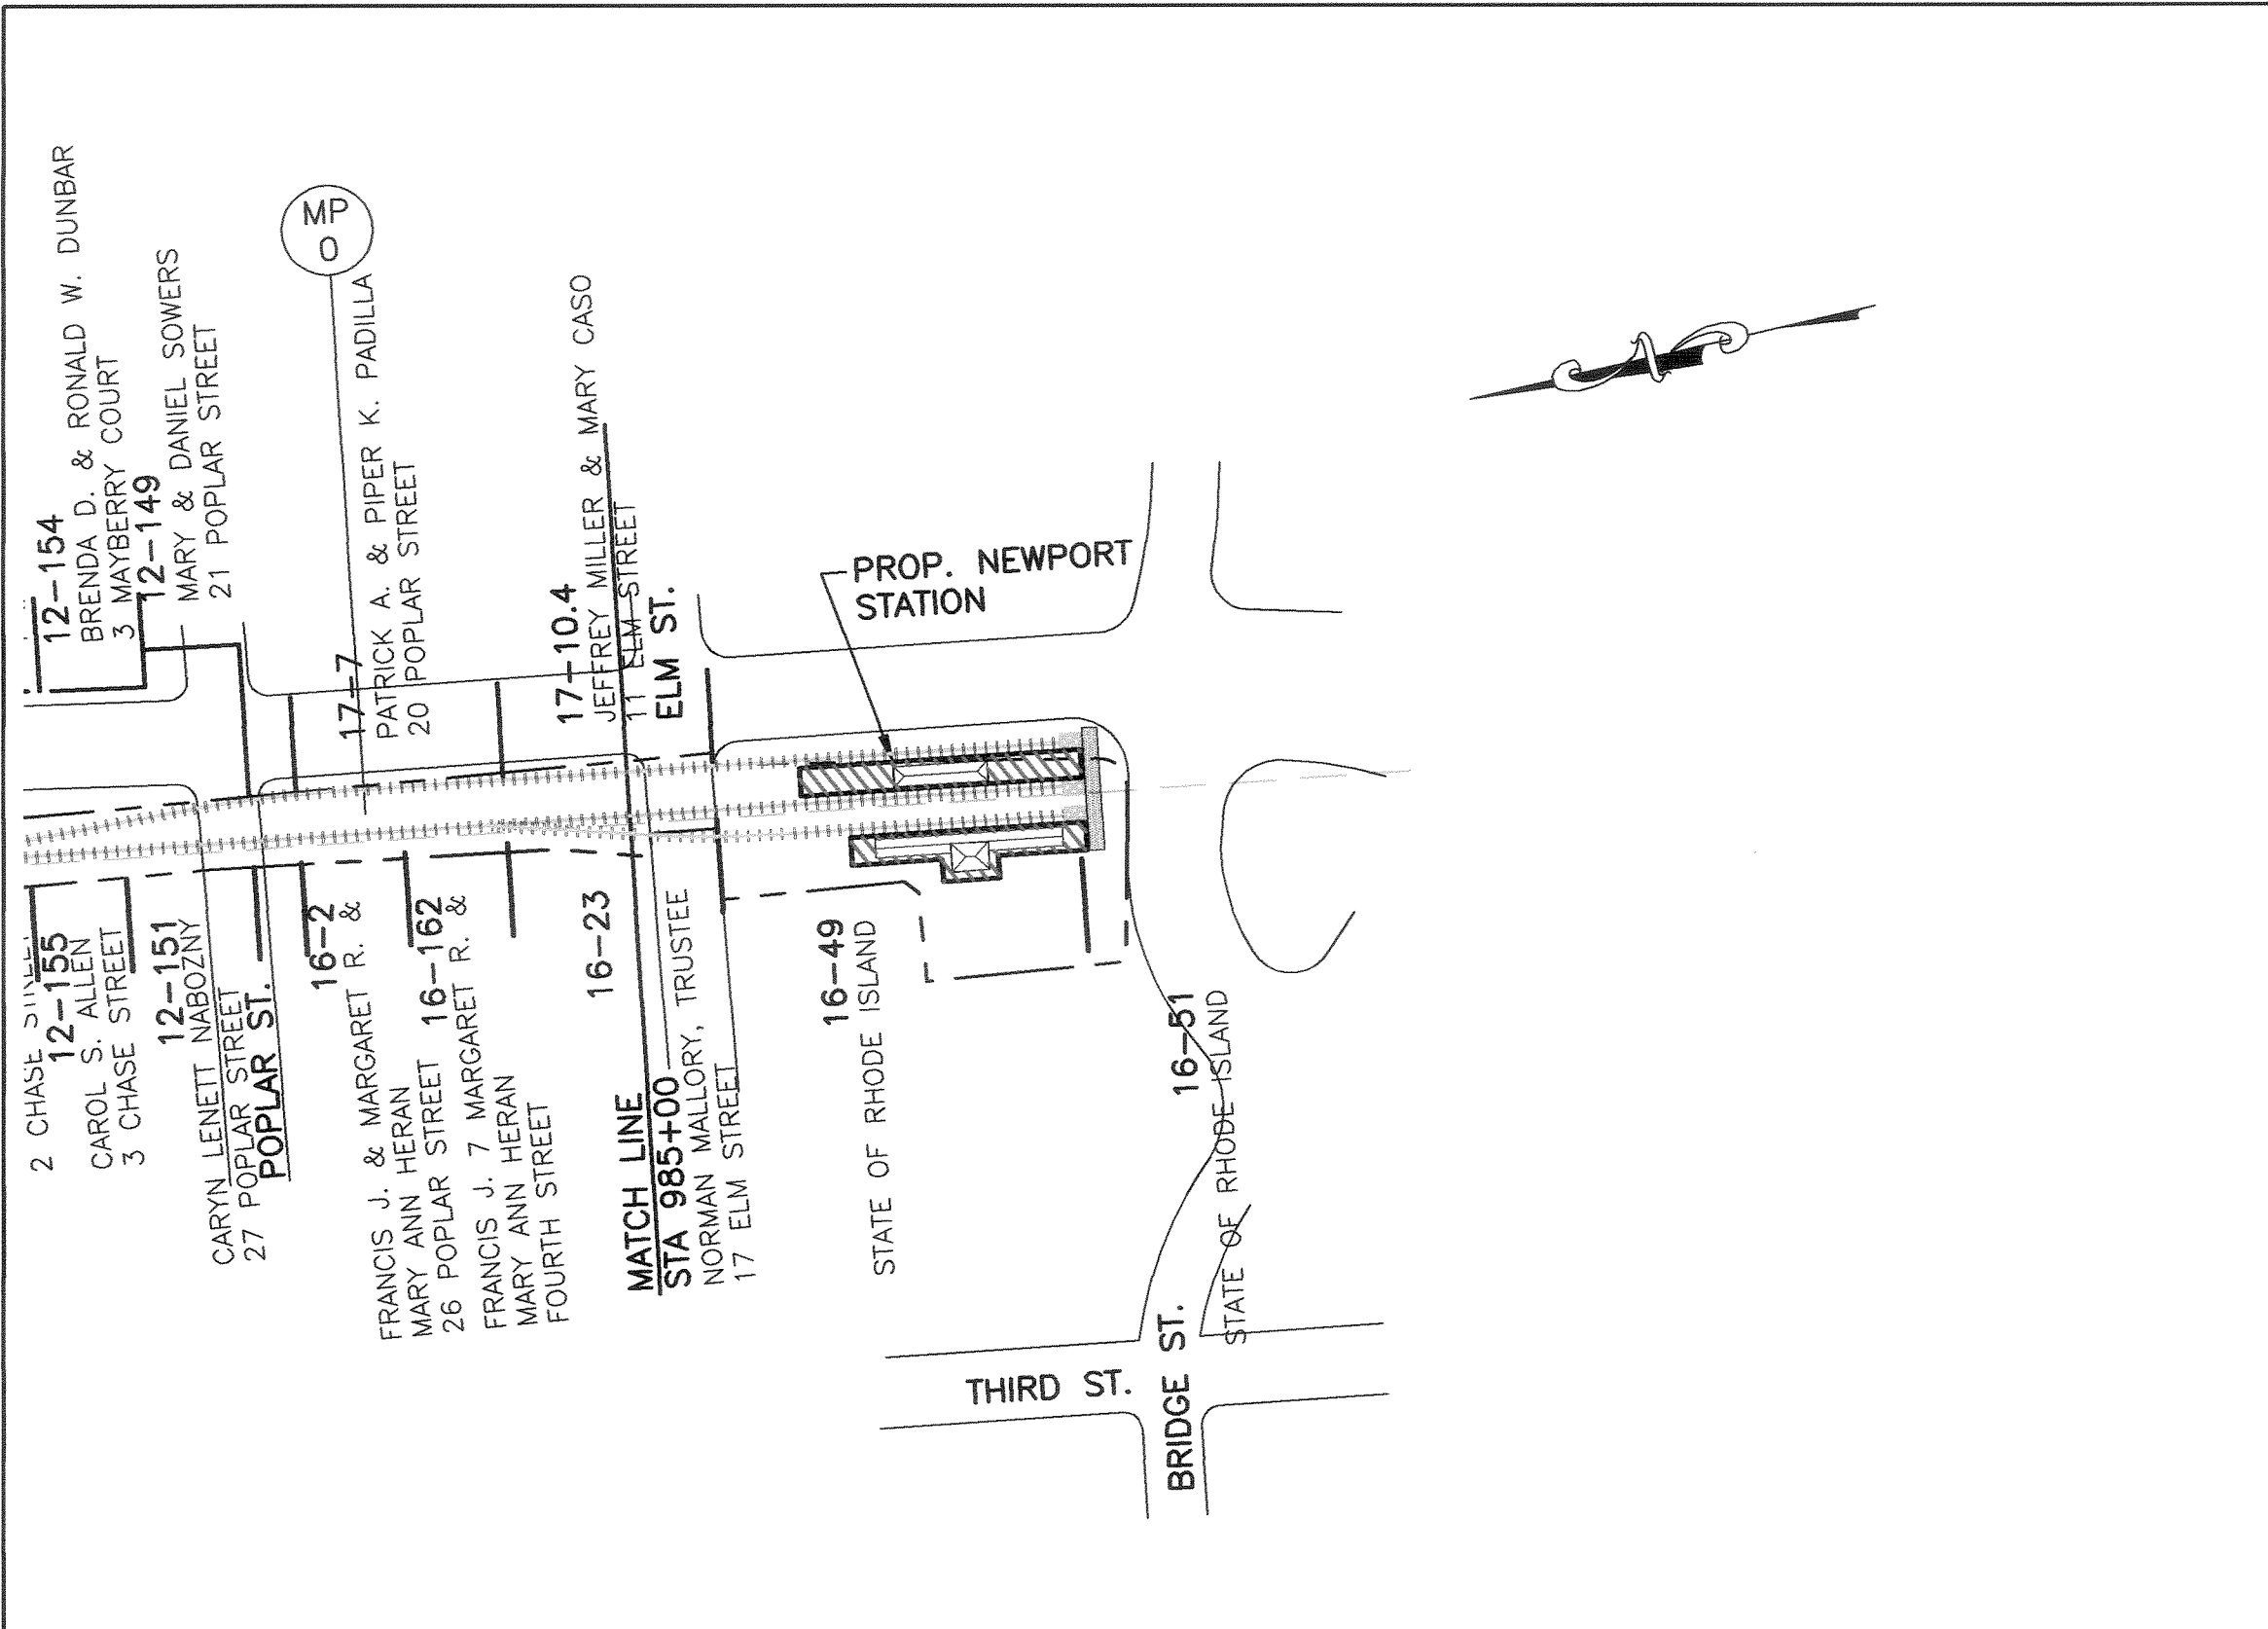 12-154
BRENDA D. & RONALD W. DUNBAR
3 MAYBERRY COURT
12-149
MARY & DANIEL SOWERS
21 POPLAR STREET
MP
0
17-7
PATRICK A. & PIPER K. PADILLA
20 POPLAR STREET
17-10.4
JEFFREY MILLER & MARY CASO
11 ELM STREET
ELM ST.
PROP. NEWPORT
STATION
2 CHASE STREET
12-155
CAROL S. ALLEN
3 CHASE STREET
12-151
CARYN LENETT NABOZNY
27 POPLAR STREET
POPLAR ST.
16-2
FRANCIS J. & MARGARET R. &
MARY ANN HERAN
26 POPLAR STREET
16-162
FRANCIS J. 7 MARGARET R. &
MARY ANN HERAN
FOURTH STREET
16-23
MATCH LINE
STA 985+00
NORMAN MALLORY, TRUSTEE
17 ELM STREET
16-49
STATE OF RHODE ISLAND
16-51
STATE OF RHODE ISLAND
THIRD ST.
BRIDGE ST.
N